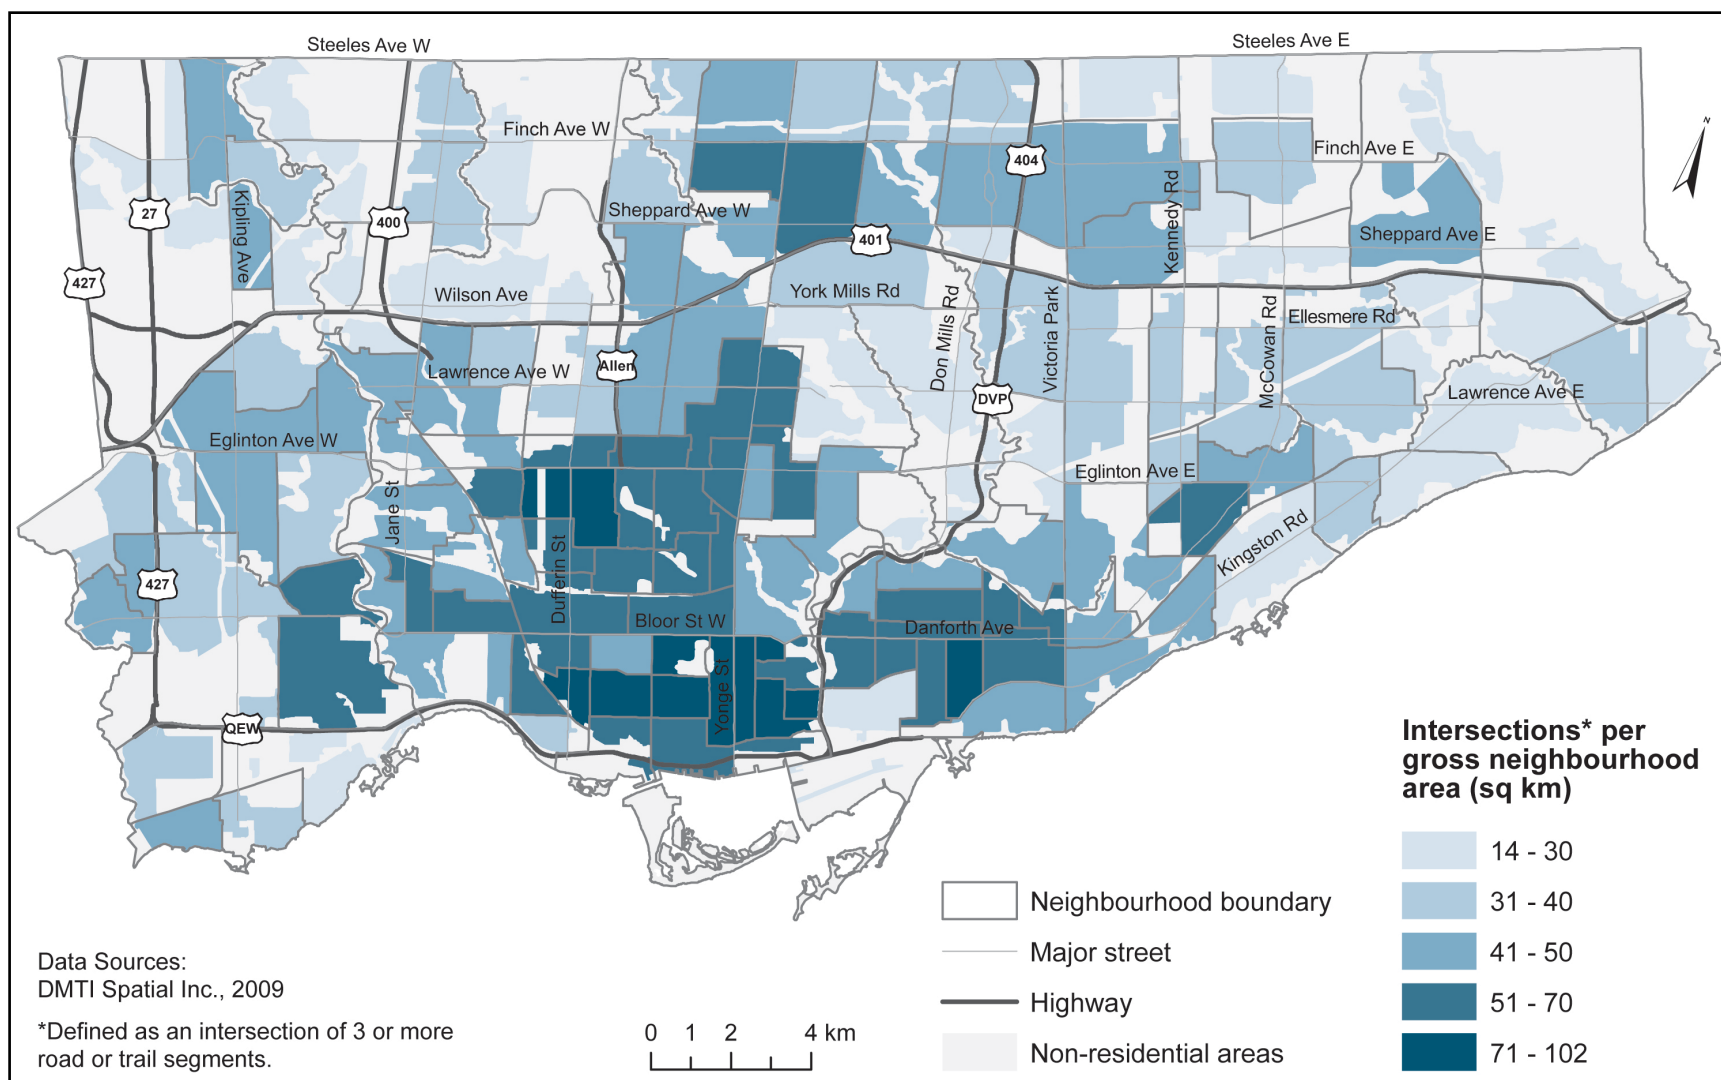 Steeles Ave W
Steeles Ave E
N
Finch Ave W
Finch Ave E
404
27
Kipling Ave
400
Sheppard Ave W
401
Kennedy Rd
Sheppard Ave E
427
Wilson Ave
York Mills Rd
Don Mills Rd
Victoria Park
McCowan Rd
Ellesmere Rd
Allen
Lawrence Ave W
DVP
Lawrence Ave E
Eglinton Ave W
Eglinton Ave E
Jane St
Kingston Rd
427
Dufferin St
Bloor St W
Danforth Ave
Yonge St
QEW
Intersections* per
gross neighbourhood
area (sq km)
14 - 30
31 - 40
41 - 50
51 - 70
71 - 102
Neighbourhood boundary
Major street
Highway
Non-residential areas
Data Sources:
DMTI Spatial Inc., 2009
*Defined as an intersection of 3 or more
road or trail segments.
0 1 2 4 km